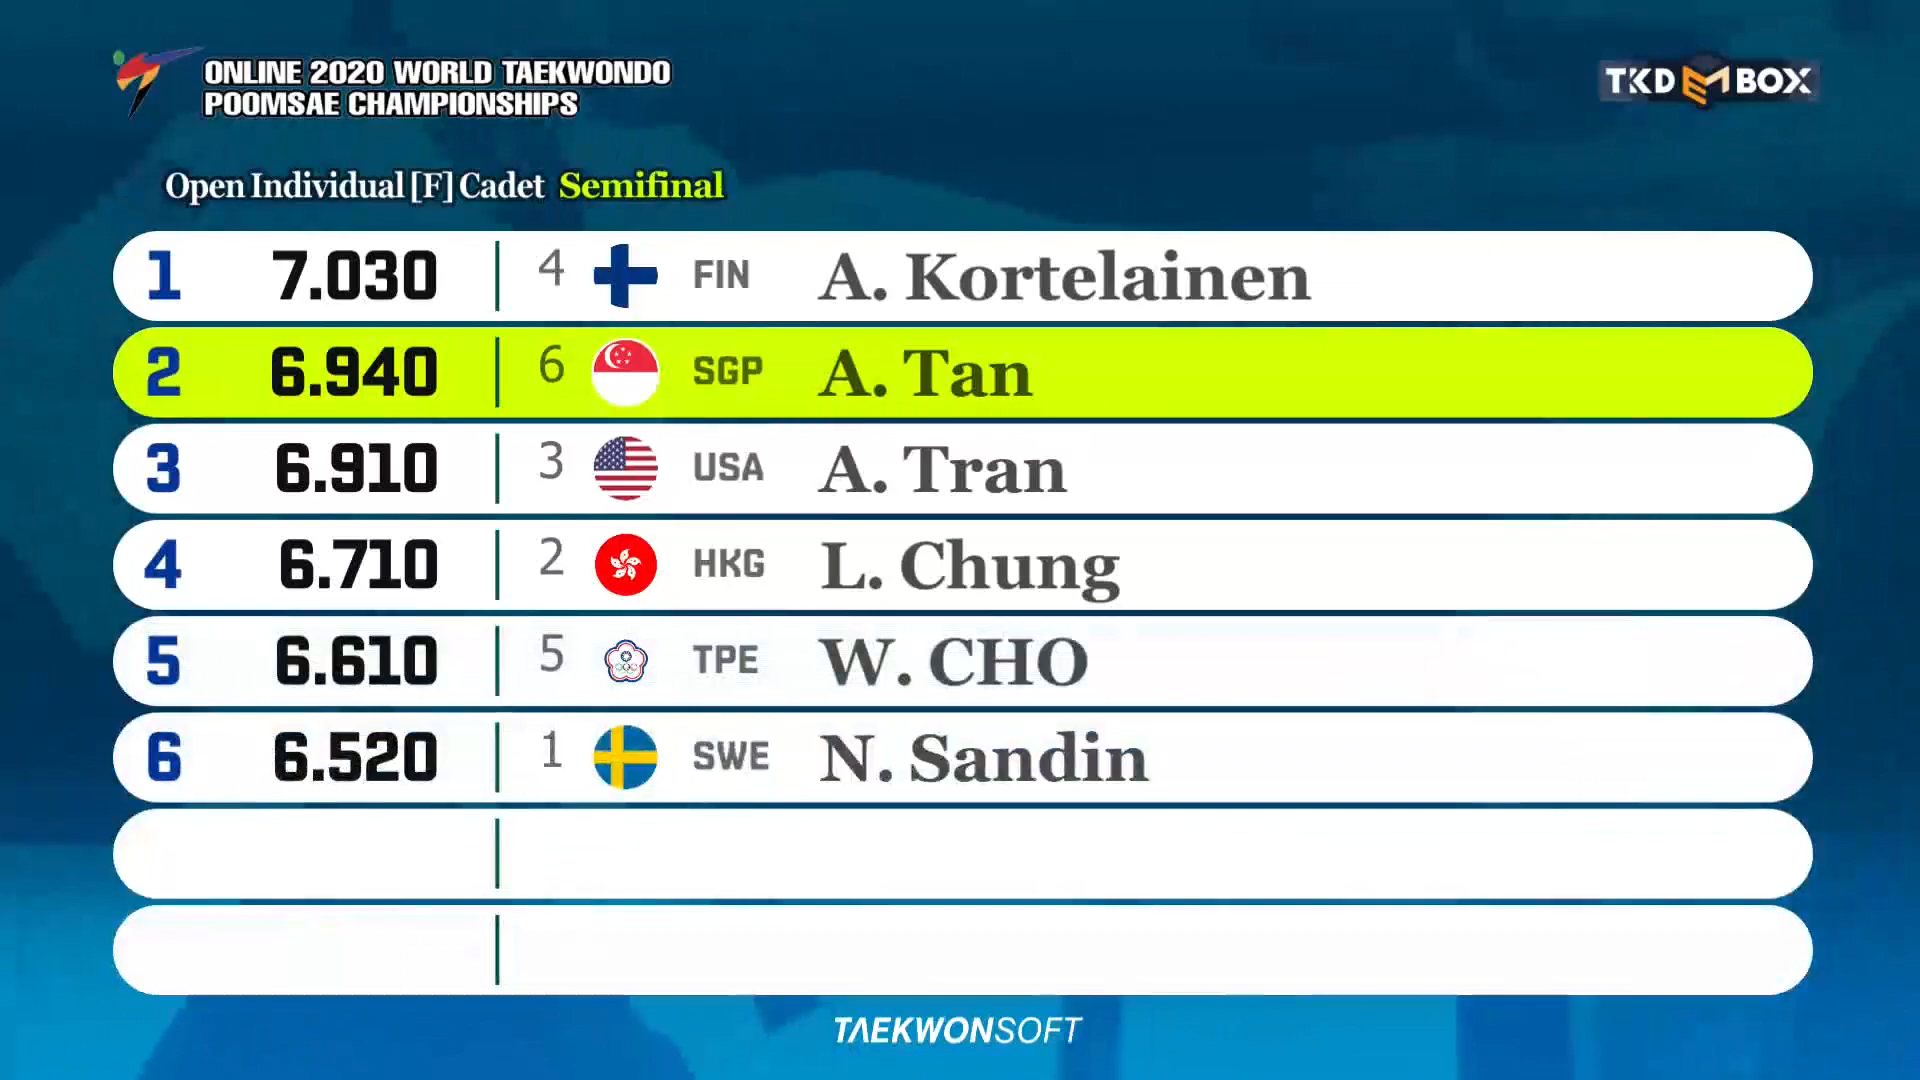 ONLINE 2020 WORLD TAEKWONDO
POOMSAE CHAMPIONSHIPS
TKD BOX
Open Individual [F] Cadet Semifinal
1 7.030 4 FIN A. Kortelainen
2 6.940 6 SGP A. Tan
3 6.910 3 USA A. Tran
4 6.710 2 HKG L. Chung
5 6.610 5 TPE W. CHO
6 6.520 1 SWE N. Sandin
TAEKWONSOFT